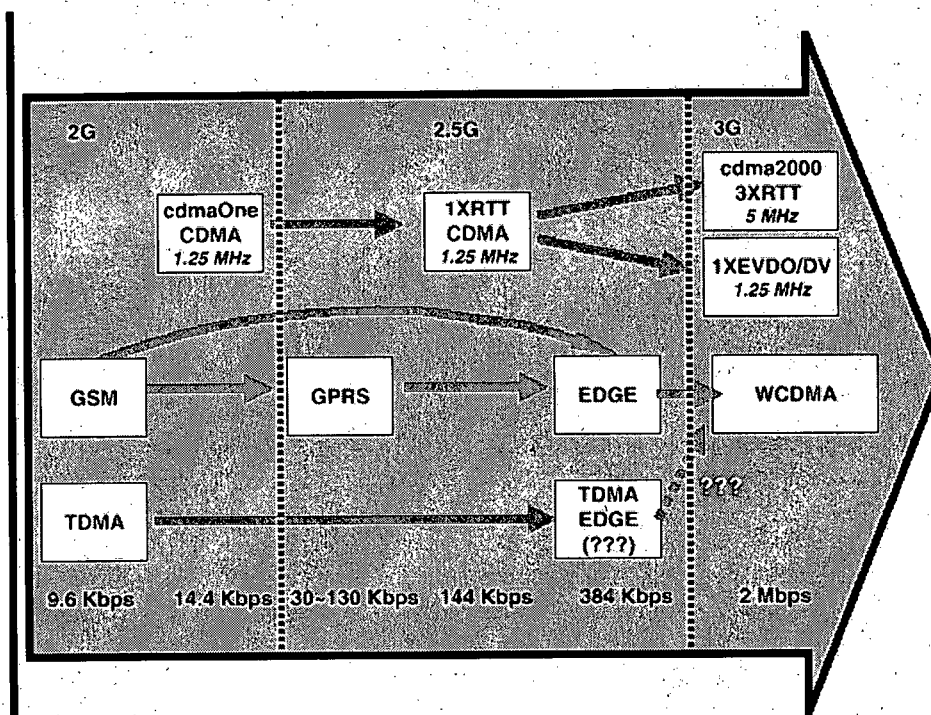 2G
2.5G
3G
cdmaOne
CDMA
1.25 MHz
1XRTT
CDMA
1.25 MHz
cdma2000
3XRTT
5 MHz
1XEVDO/DV
1.25 MHz
GSM
GPRS
EDGE
WCDMA
TDMA
TDMA
EDGE
(???)
???
9.6 Kbps
14.4 Kbps
30~130 Kbps
144 Kbps
384 Kbps
2 Mbps